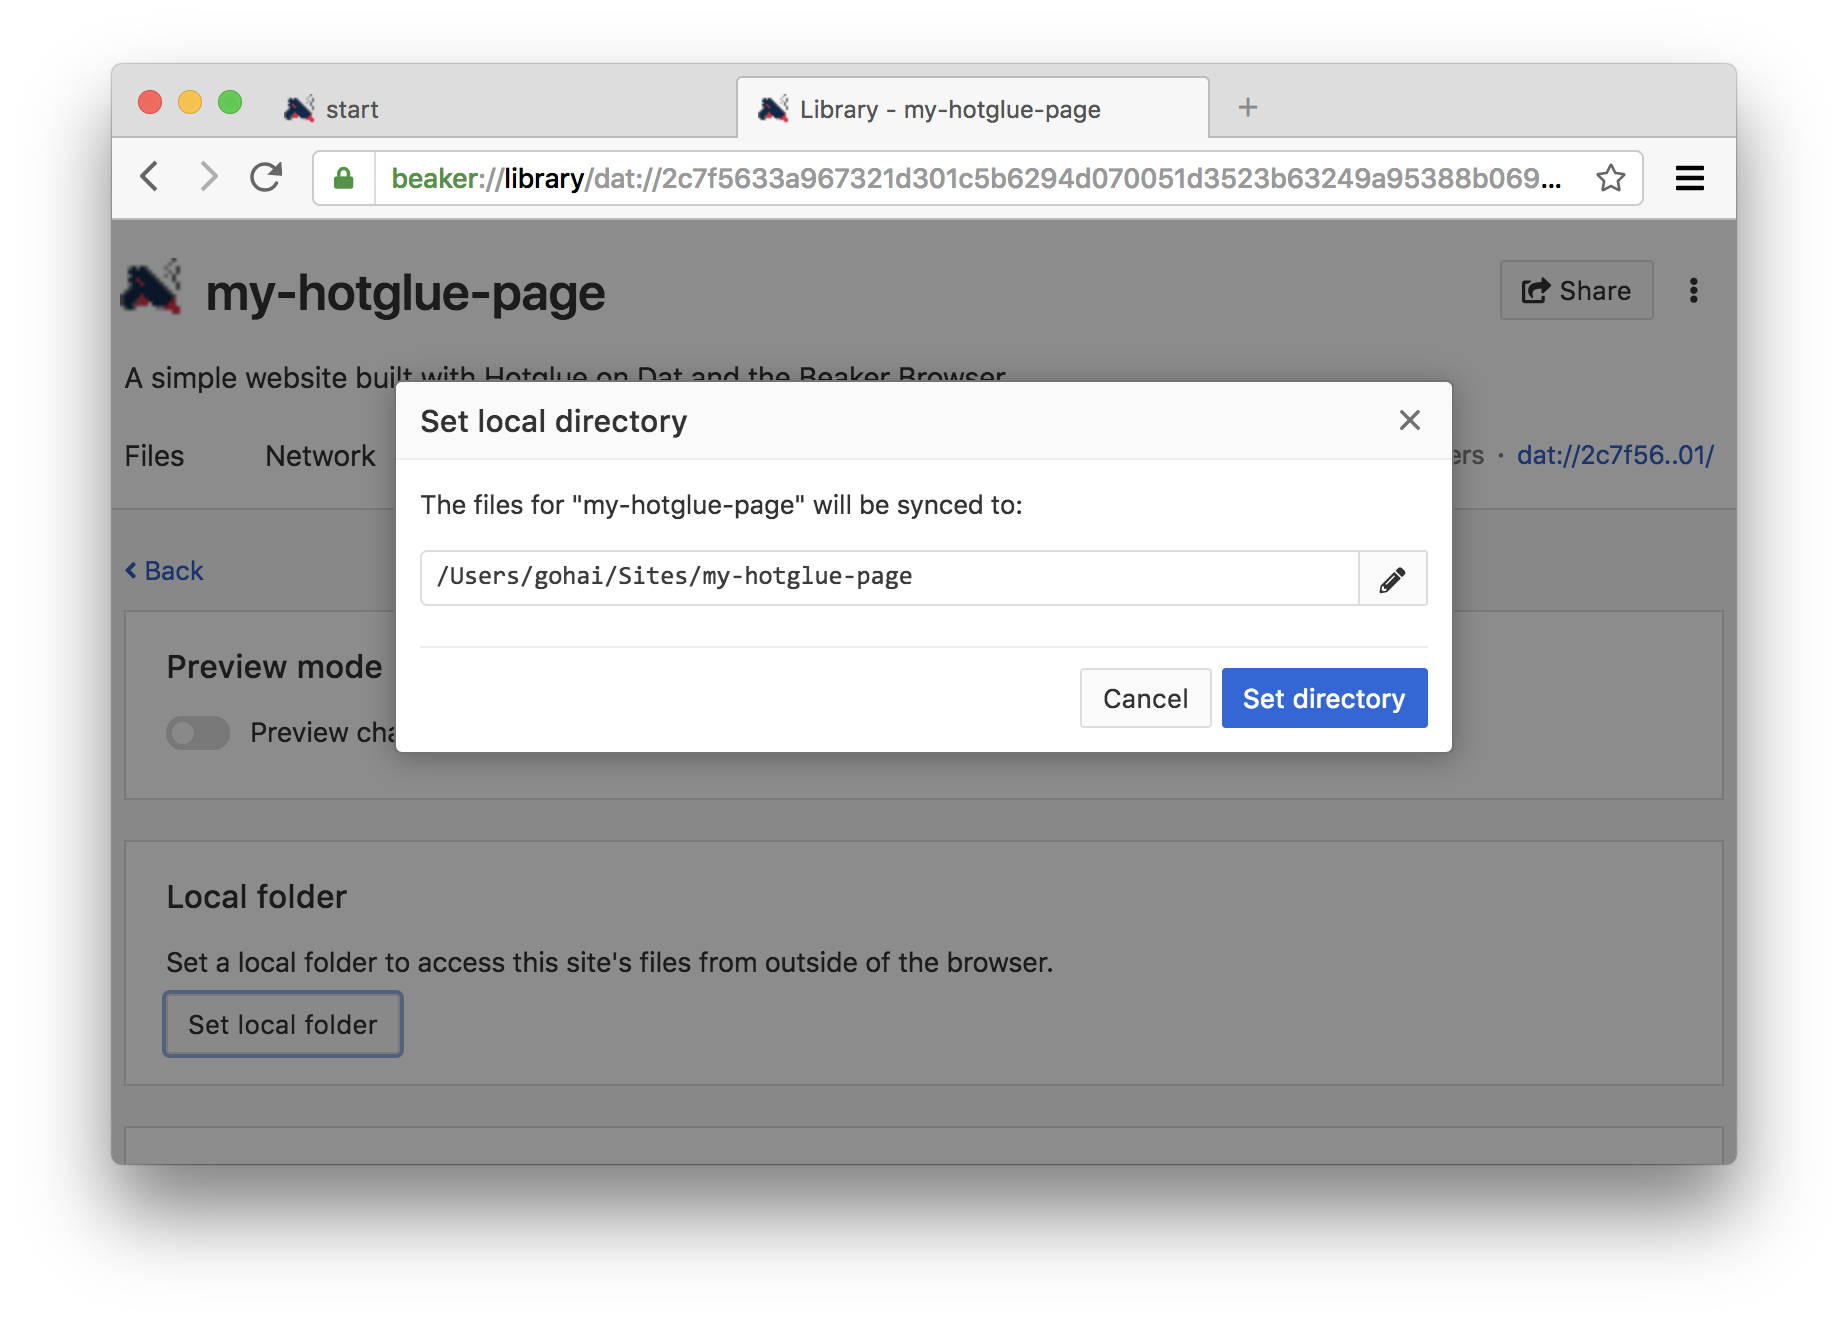 start
Library - my-hotglue-page
beaker://library/dat://2c7f5633a967321d301c5b6294d070051d3523b63249a95388b069...
my-hotglue-page
Share
A simple website built with Hotglue on Dat and the Beaker Browser
Set local directory
Files Network dat://2c7f56..01/
The files for "my-hotglue-page" will be synced to:
Back
/Users/gohai/Sites/my-hotglue-page
Preview mode
Cancel Set directory
Preview
Local folder
Set a local folder to access this site's files from outside of the browser.
Set local folder